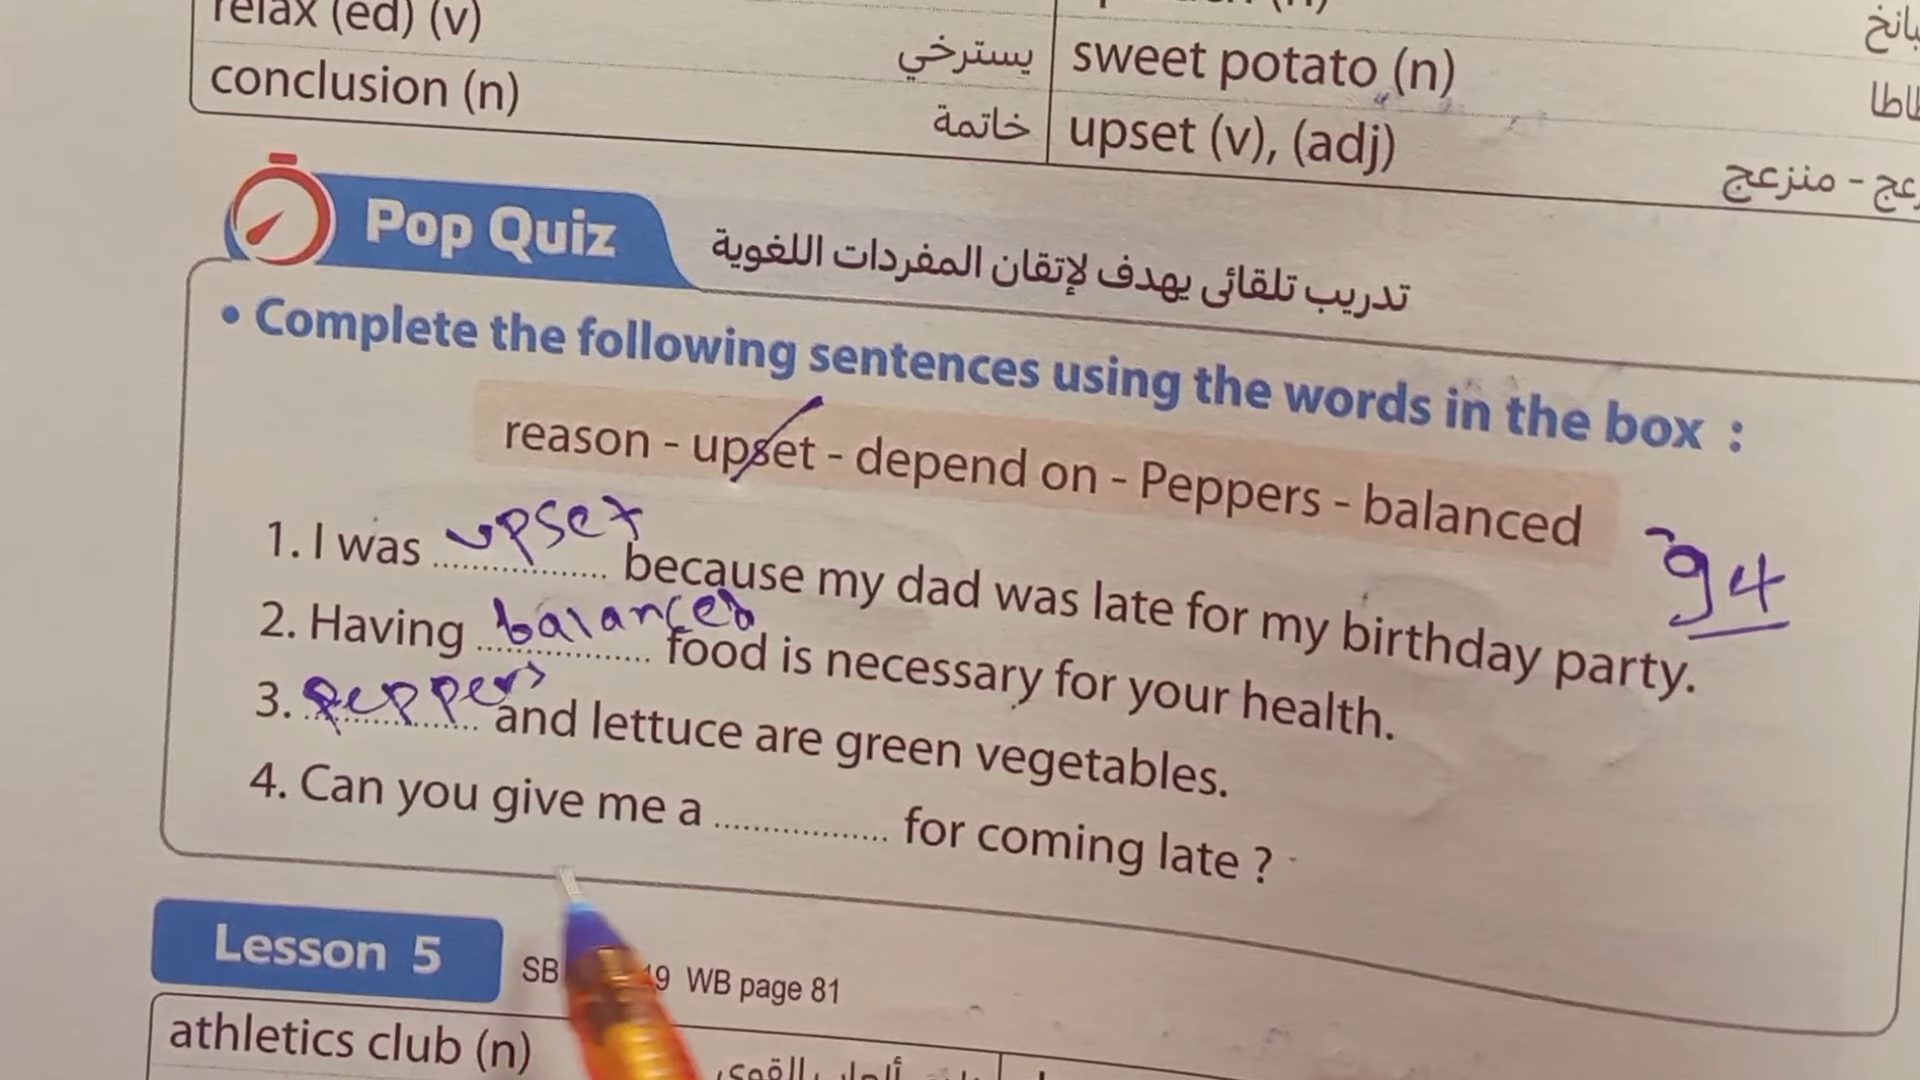 relax (ed) (v) يسترخي
sweet potato (n)
conclusion (n) خاتمة
upset (v), (adj) منزعج
Pop Quiz تدريب تلقائى يهدف لإتقان المفردات اللغوية
• Complete the following sentences using the words in the box :
reason - upset - depend on - Peppers - balanced
94
1. I was upset because my dad was late for my birthday party.
2. Having balanced food is necessary for your health.
3. peppers and lettuce are green vegetables.
4. Can you give me a ................ for coming late ?
Lesson 5 SB 19 WB page 81
athletics club (n)